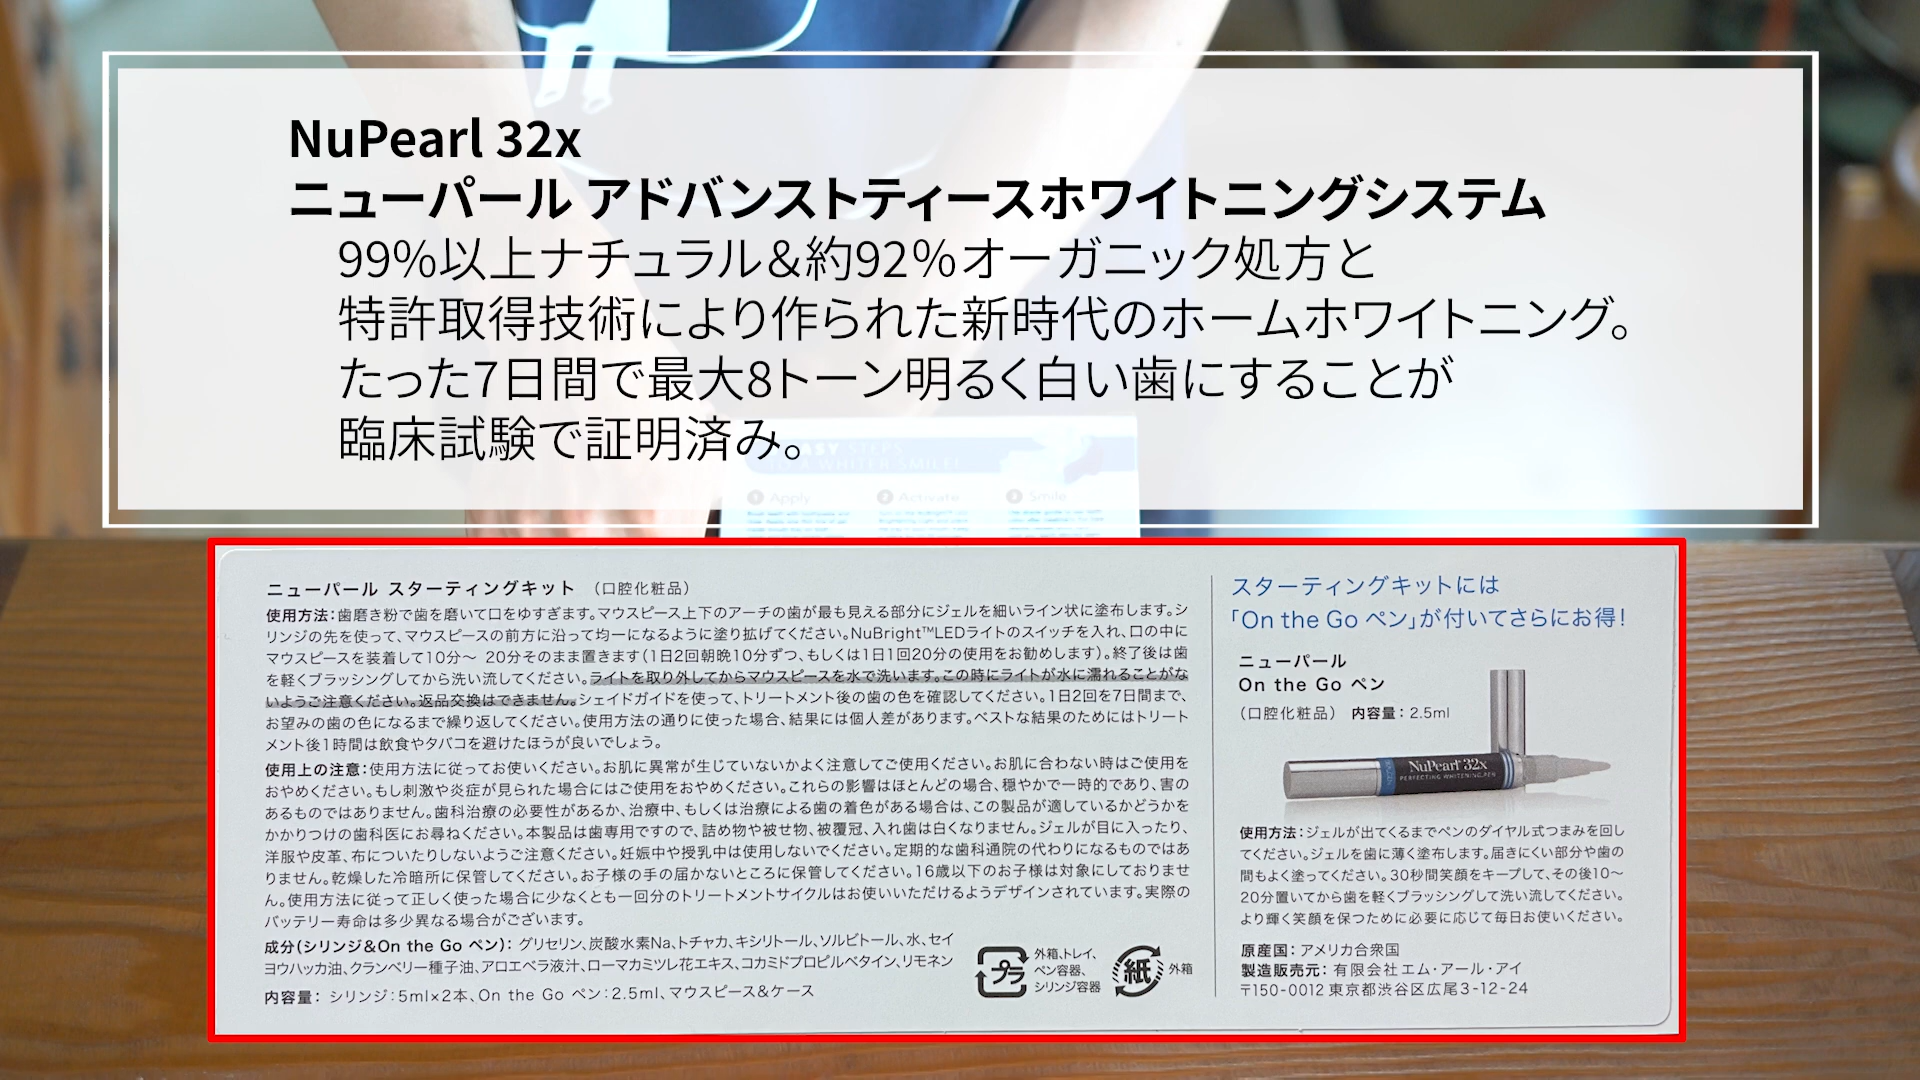 NuPearl 32x
ニューパール アドバンストティースホワイトニングシステム
99%以上ナチュラル&約92%オーガニック処方と
特許取得技術により作られた新時代のホームホワイトニング。
たった7日間で最大8トーン明るく白い歯にすることが
臨床試験で証明済み。
EASY STEPS
TO A WHITER SMILE!
1 Apply 2 Activate 3 Smile
ニューパール スターティングキット (口腔化粧品)
使用方法:歯磨き粉で歯を磨いて口をゆすぎます。マウスピース上下のアーチの歯が最も見える部分にジェルを細いライン状に塗布します。シ
リンジの先を使って、マウスピースの前方に沿って均一になるように塗り拡げてください。NuBright™LEDライトのスイッチを入れ、口の中に
マウスピースを装着して10分〜 20分そのまま置きます(1日2回朝晩10分ずつ、もしくは1日1回20分の使用をお勧めします)。終了後は歯
を軽くブラッシングしてから洗い流してください。ライトを取り外してからマウスピースを水で洗います。この時にライトが水に濡れることがな
いようご注意ください。返品交換はできません。シェイドガイドを使って、トリートメント後の歯の色を確認してください。1日2回を7日間まで、
お望みの歯の色になるまで繰り返してください。使用方法の通りに使った場合、結果には個人差があります。ベストな結果のためにはトリート
メント後1時間は飲食やタバコを避けたほうが良いでしょう。
使用上の注意:使用方法に従ってお使いください。お肌に異常が生じていないかよく注意してご使用ください。お肌に合わない時はご使用を
おやめください。もし刺激や炎症が見られた場合にはご使用をおやめください。これらの影響はほとんどの場合、穏やかで一時的であり、害の
あるものではありません。歯科治療の必要性があるか、治療中、もしくは治療による歯の着色がある場合は、この製品が適しているかどうかを
かかりつけの歯科医にお尋ねください。本製品は歯専用ですので、詰め物や被せ物、被覆冠、入れ歯は白くなりません。ジェルが目に入ったり、
洋服や皮革、布についたりしないようご注意ください。妊娠中や授乳中は使用しないでください。定期的な歯科通院の代わりになるものではあ
りません。乾燥した冷暗所に保管してください。お子様の手の届かないところに保管してください。16歳以下のお子様は対象にしておりませ
ん。使用方法に従って正しく使った場合に少なくとも一回分のトリートメントサイクルはお使いいただけるようデザインされています。実際の
バッテリー寿命は多少異なる場合がございます。
成分(シリンジ&On the Go ペン): グリセリン、炭酸水素Na、トチャカ、キシリトール、ソルビトール、水、セイ
ヨウハッカ油、クランベリー種子油、アロエベラ液汁、ローマカミツレ花エキス、コカミドプロピルベタイン、リモネン
内容量: シリンジ:5ml×2本、On the Go ペン:2.5ml、マウスピース&ケース
プラ
外箱、トレイ、
ペン容器、
シリンジ容器
紙
外箱
スターティングキットには
「On the Go ペン」が付いてさらにお得!
ニューパール
On the Go ペン
(口腔化粧品) 内容量:2.5ml
NuPearl 32x
PERFECTING WHITENING PEN
使用方法:ジェルが出てくるまでペンのダイヤル式つまみを回し
てください。ジェルを歯に薄く塗布します。届きにくい部分や歯の
間もよく塗ってください。30秒間笑顔をキープして、その後10〜
20分置いてから歯を軽くブラッシングして洗い流してください。
より輝く笑顔を保つために必要に応じて毎日お使いください。
原産国:アメリカ合衆国
製造販売元:有限会社エム・アール・アイ
〒150-0012 東京都渋谷区広尾3-12-24